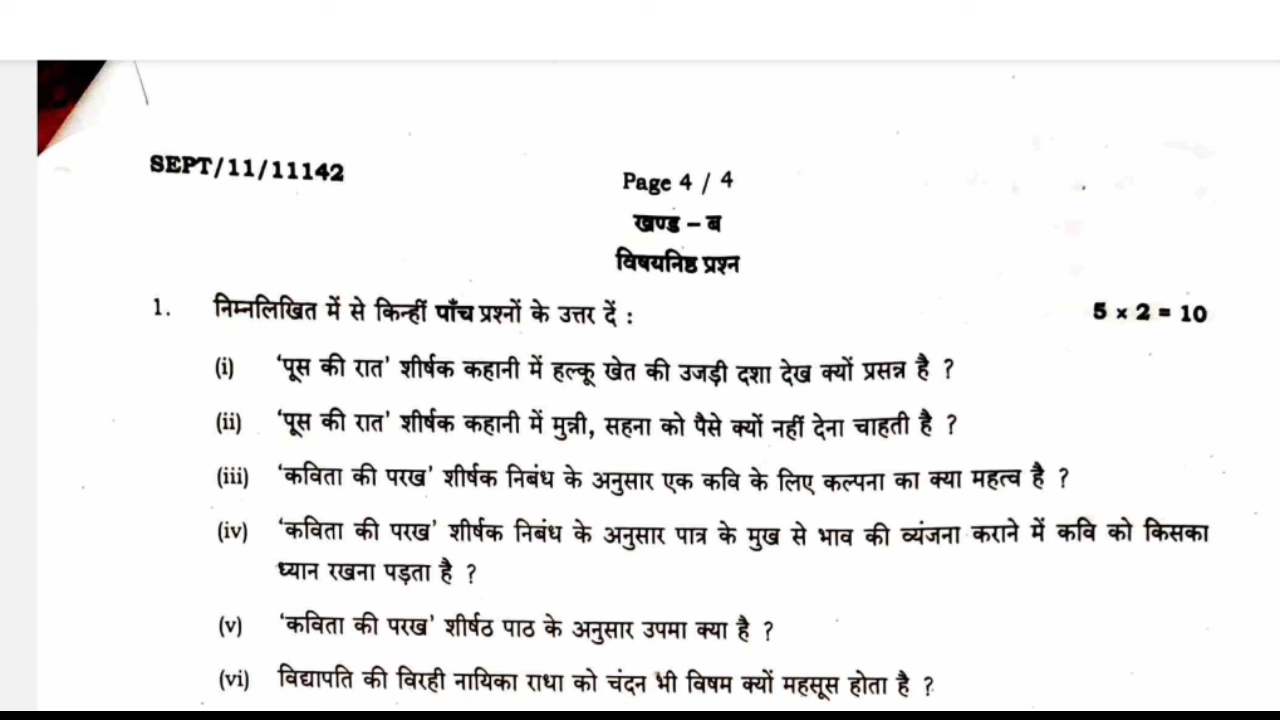 SEPT/11/11142
Page 4 / 4
खण्ड – ब
विषयनिष्ठ प्रश्न
1. निम्नलिखित में से किन्हीं पाँच प्रश्नों के उत्तर दें : 5 × 2 = 10
(i) 'पूस की रात' शीर्षक कहानी में हल्कू खेत की उजड़ी दशा देख क्यों प्रसन्न है ?
(ii) 'पूस की रात' शीर्षक कहानी में मुन्नी, सहना को पैसे क्यों नहीं देना चाहती है ?
(iii) 'कविता की परख' शीर्षक निबंध के अनुसार एक कवि के लिए कल्पना का क्या महत्व है ?
(iv) 'कविता की परख' शीर्षक निबंध के अनुसार पात्र के मुख से भाव की व्यंजना कराने में कवि को किसका
ध्यान रखना पड़ता है ?
(v) 'कविता की परख' शीर्षठ पाठ के अनुसार उपमा क्या है ?
(vi) विद्यापति की विरही नायिका राधा को चंदन भी विषम क्यों महसूस होता है ?